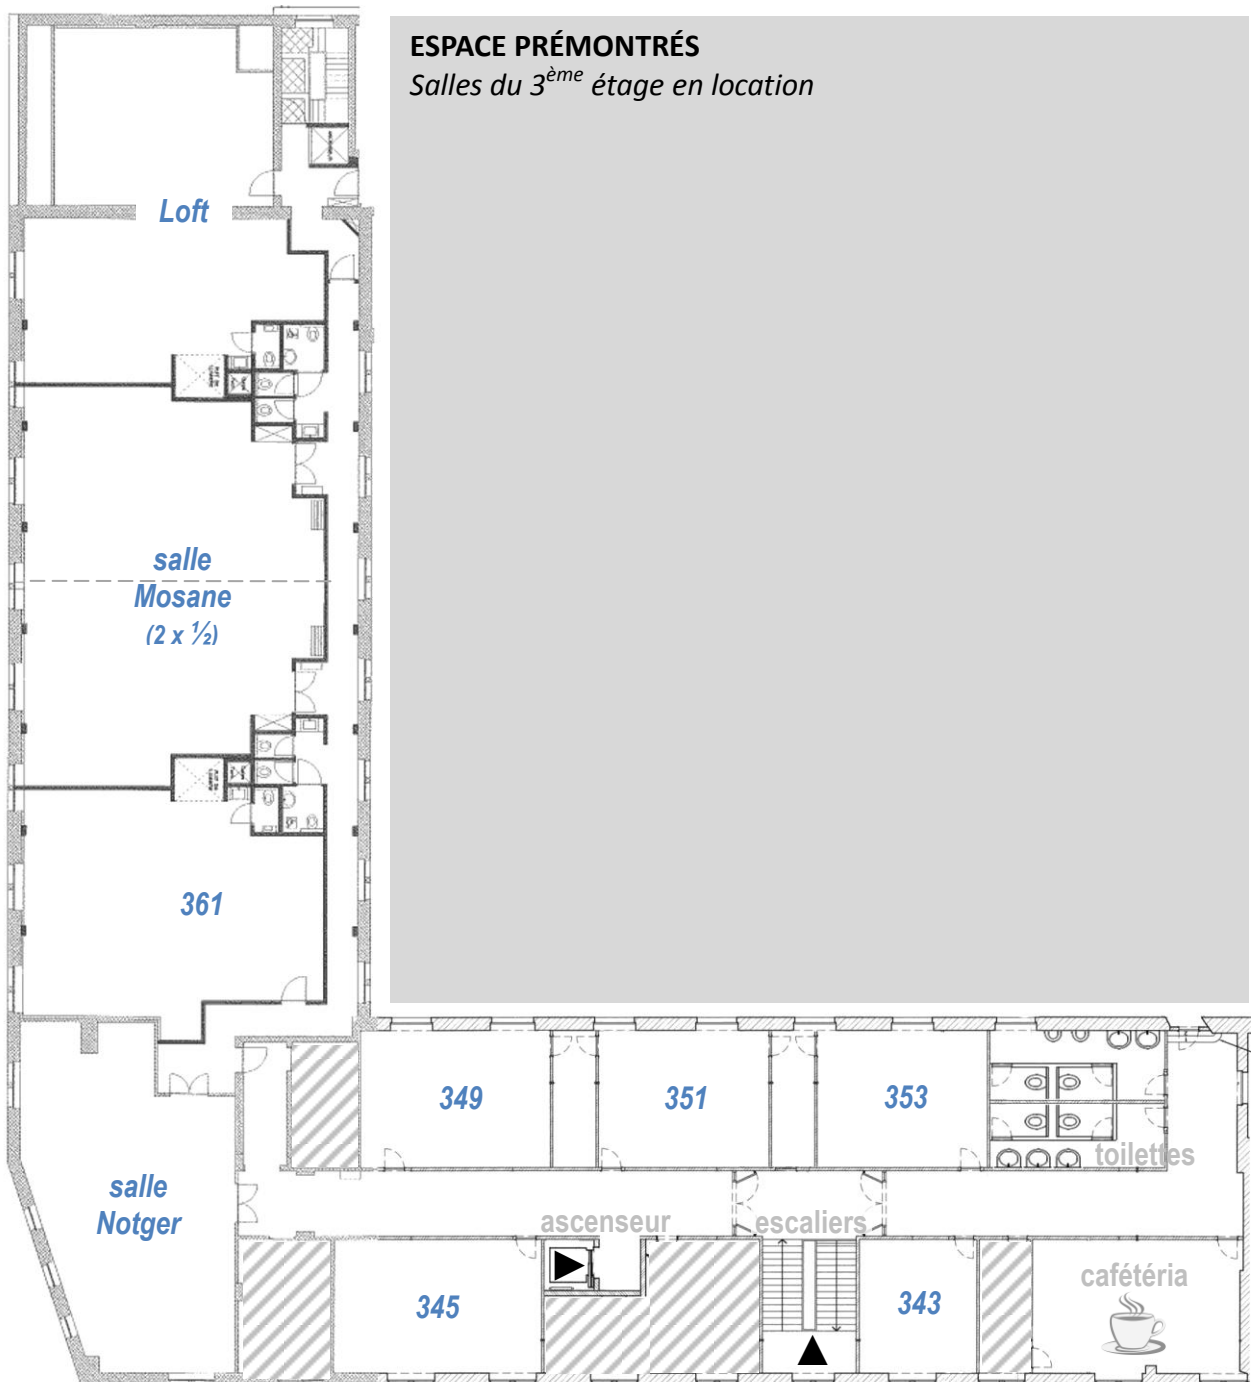 ESPACE PRÉMONTRÉS
Salles du 3ème étage en location
Loft
salle
Mosane
(2 x ½)
361
349
351
353
toilettes
salle
Notger
ascenseur
escaliers
345
343
cafétéria